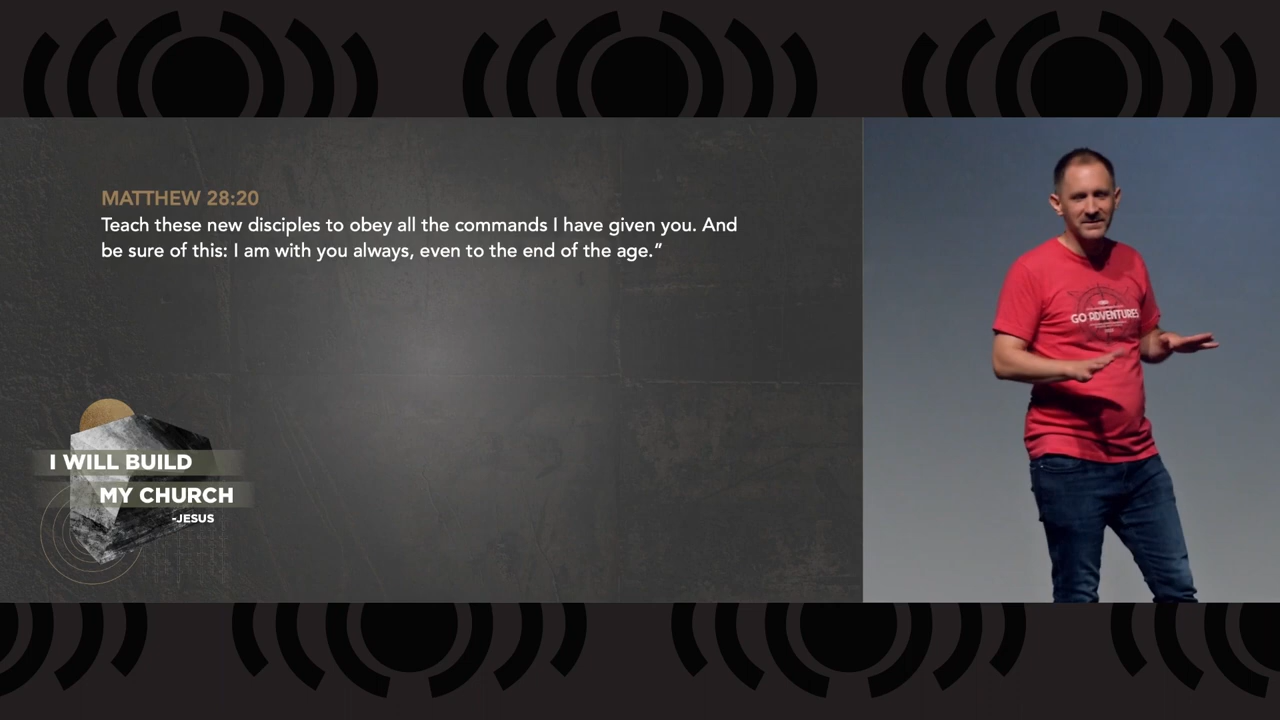 MATTHEW 28:20
Teach these new disciples to obey all the commands I have given you. And
be sure of this: I am with you always, even to the end of the age.”
I WILL BUILD
MY CHURCH
-JESUS
GO ADVENTURES